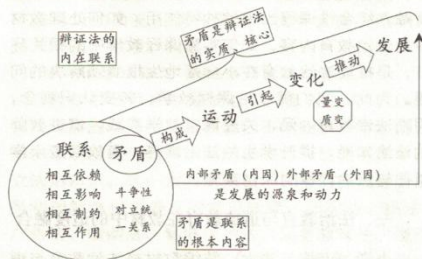 辩证法的
内在联系
矛盾是辩证法
的实质、核心
发展
推动
变化
引起
运动
构成
量变
质变
联系
矛盾
相互依赖
相互影响
相互制约
相互作用
斗争性
对立统
一关系
内部矛盾（内因）外部矛盾（外因）
是发展的源泉和动力
矛盾是联系
的根本内容